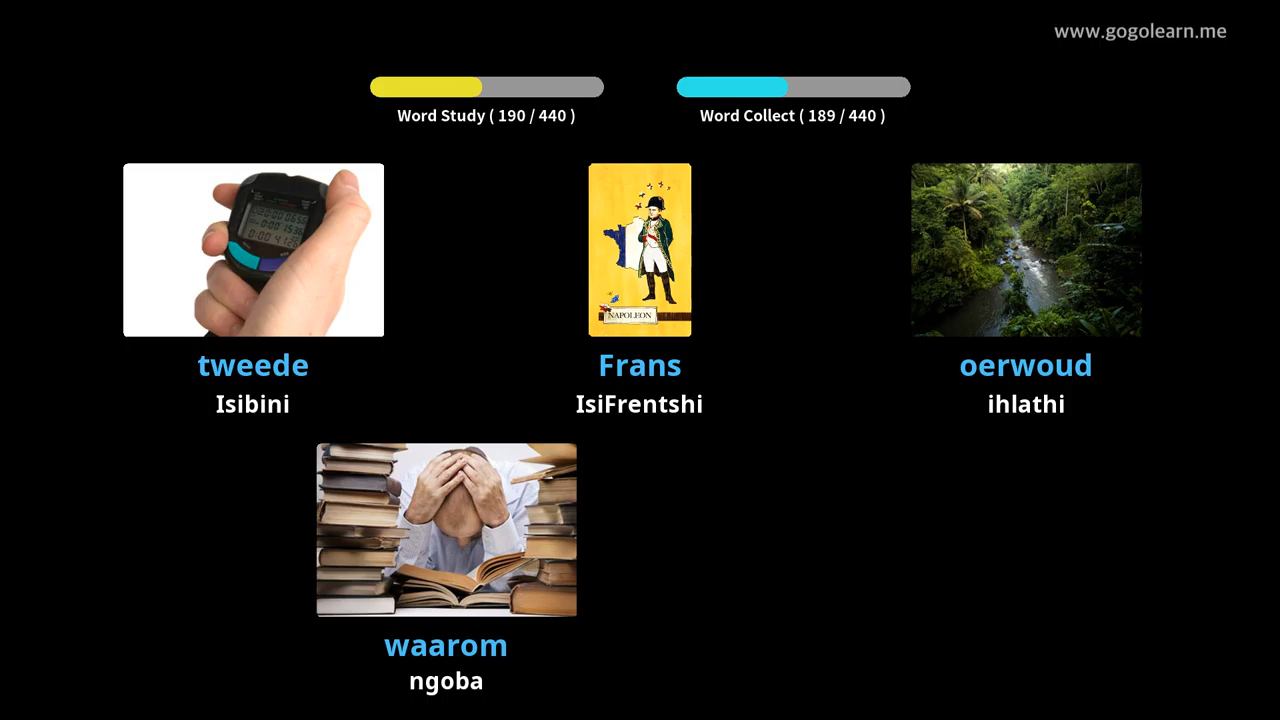 www.gogolearn.me
Word Study ( 190 / 440 )
Word Collect ( 189 / 440 )
NAPOLEON
tweede
Isibini
Frans
IsiFrentshi
oerwoud
ihlathi
waarom
ngoba